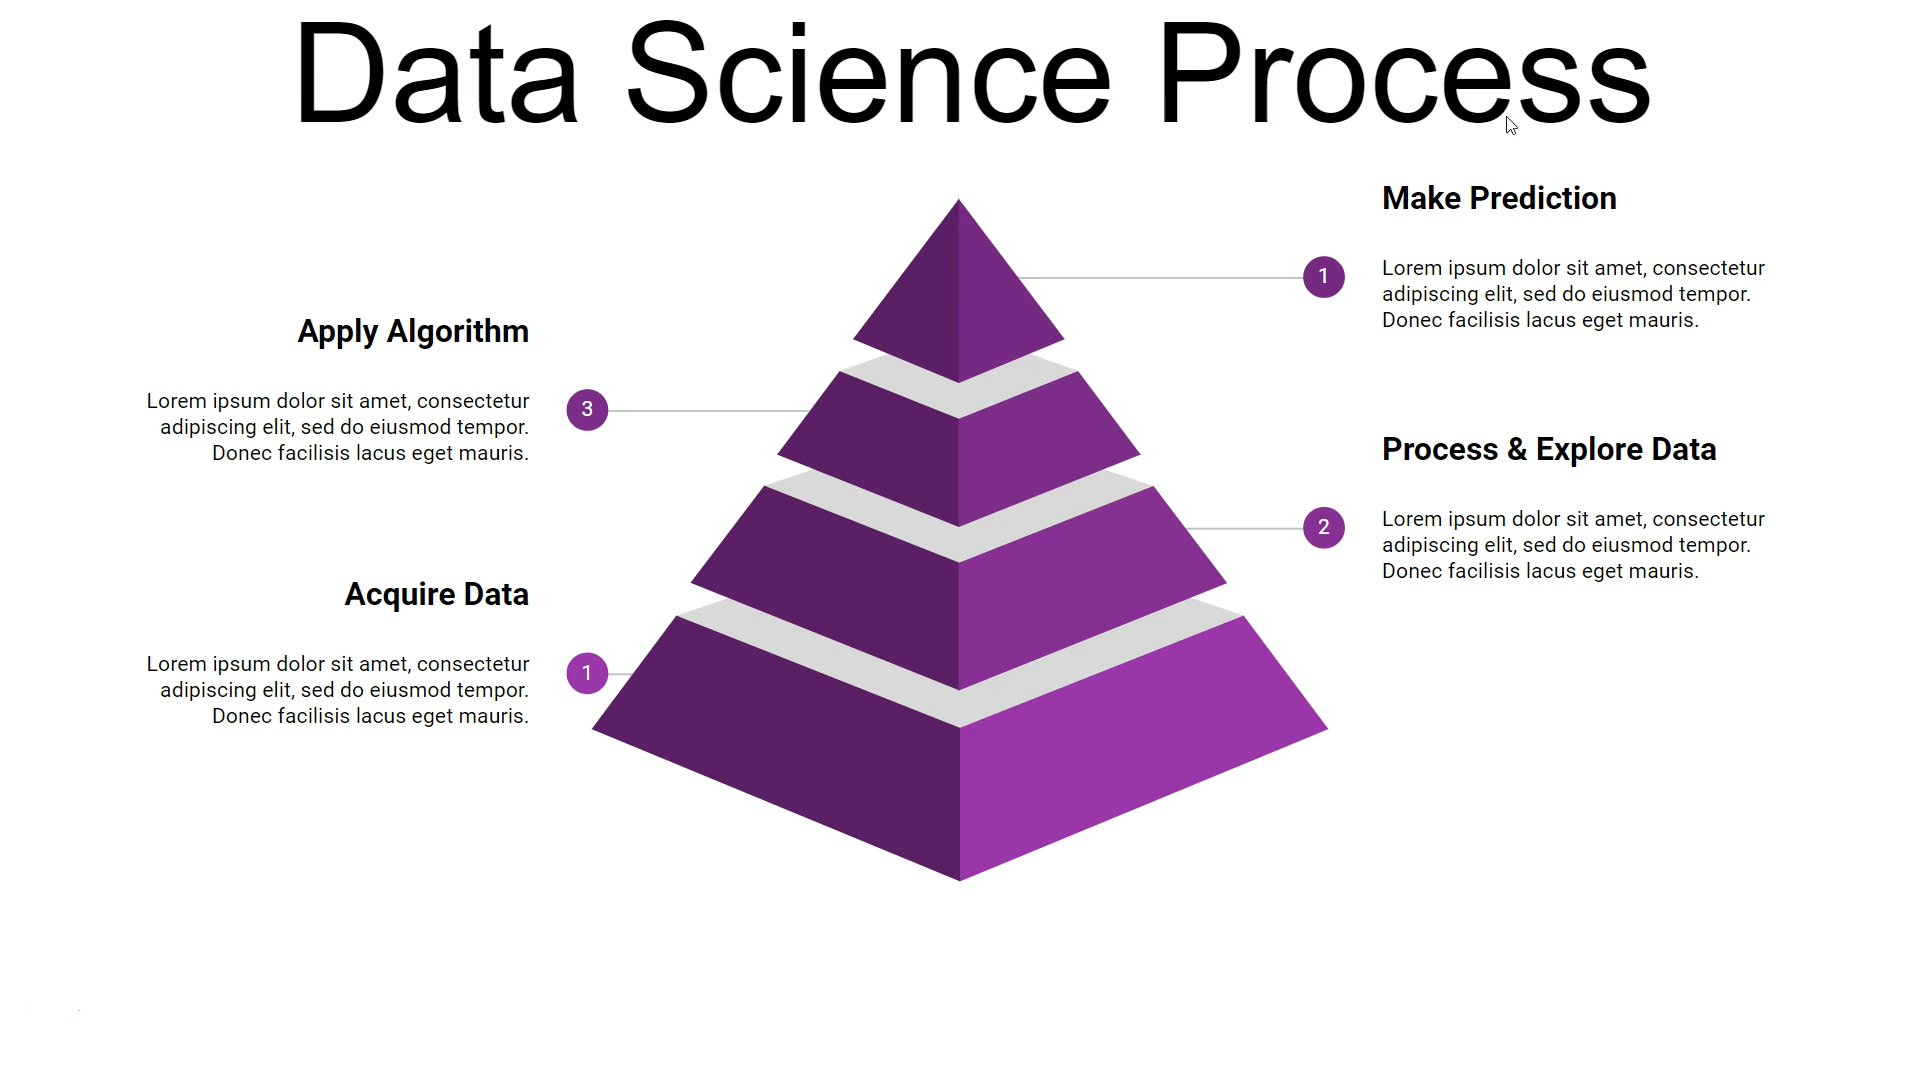 Data Science Process
Make Prediction
1
Lorem ipsum dolor sit amet, consectetur
adipiscing elit, sed do eiusmod tempor.
Donec facilisis lacus eget mauris.
Apply Algorithm
Lorem ipsum dolor sit amet, consectetur
adipiscing elit, sed do eiusmod tempor.
Donec facilisis lacus eget mauris.
3
Process & Explore Data
2
Lorem ipsum dolor sit amet, consectetur
adipiscing elit, sed do eiusmod tempor.
Donec facilisis lacus eget mauris.
Acquire Data
Lorem ipsum dolor sit amet, consectetur
adipiscing elit, sed do eiusmod tempor.
Donec facilisis lacus eget mauris.
1